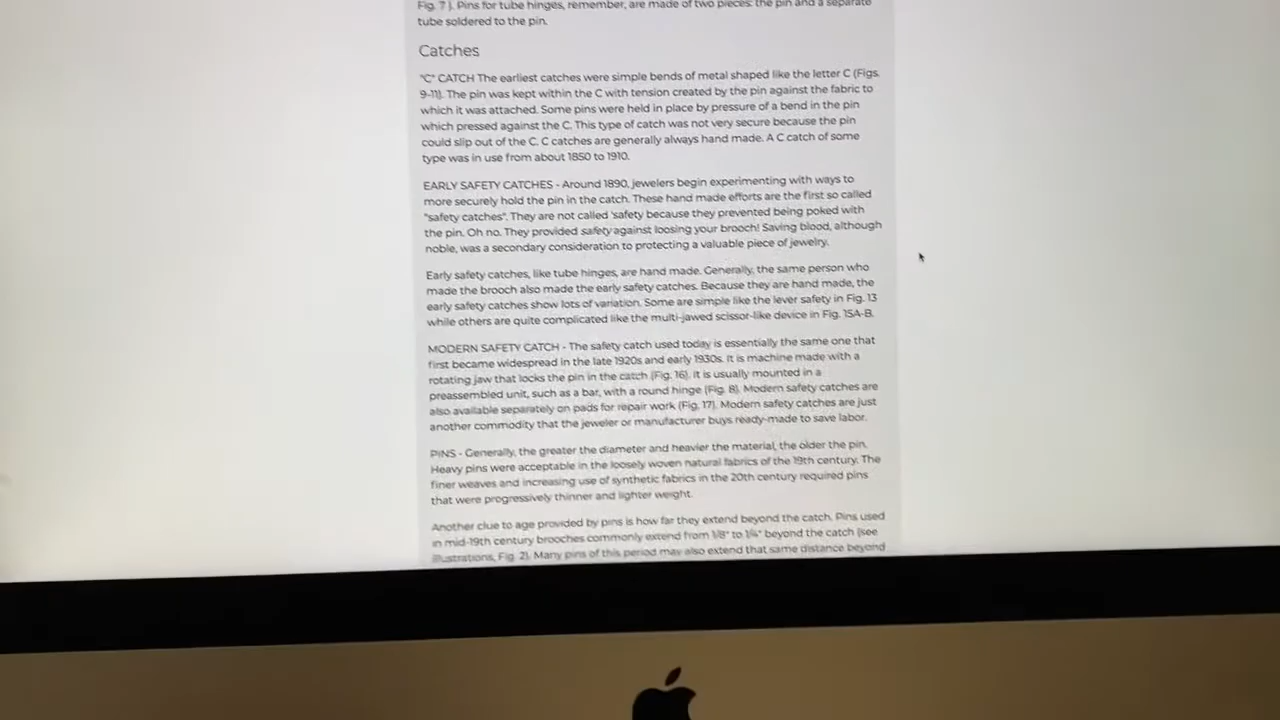 Fig. 7 ). Pins for tube hinges, remember, are made of two pieces: the pin and a separate
tube soldered to the pin.
Catches
"C" CATCH The earliest catches were simple bends of metal shaped like the letter C (Figs.
9-11). The pin was kept within the C with tension created by the pin against the fabric to
which it was attached. Some pins were held in place by pressure of a bend in the pin
which pressed against the C. This type of catch was not very secure because the pin
could slip out of the C. C catches are generally always hand made. A C catch of some
type was in use from about 1850 to 1910.
EARLY SAFETY CATCHES - Around 1890, jewelers begin experimenting with ways to
more securely hold the pin in the catch. These hand made efforts are the first so called
"safety catches". They are not called 'safety because they prevented being poked with
the pin. Oh no. They provided safety against loosing your brooch! Saving blood, although
noble, was a secondary consideration to protecting a valuable piece of jewelry.
Early safety catches, like tube hinges, are hand made. Generally, the same person who
made the brooch also made the early safety catches. Because they are hand made, the
early safety catches show lots of variation. Some are simple like the lever safety in Fig. 13
while others are quite complicated like the multi-jawed scissor-like device in Fig. 15A-B.
MODERN SAFETY CATCH - The safety catch used today is essentially the same one that
first became widespread in the late 1920s and early 1930s. It is machine made with a
rotating jaw that locks the pin in the catch (Fig. 16). It is usually mounted in a
preassembled unit, such as a bar, with a round hinge (Fig. 8). Modern safety catches are
also available separately on pads for repair work (Fig. 17). Modern safety catches are just
another commodity that the jeweler or manufacturer buys ready-made to save labor.
PINS - Generally, the greater the diameter and heavier the material, the older the pin.
Heavy pins were acceptable in the loosely woven natural fabrics of the 19th century. The
finer weaves and increasing use of synthetic fabrics in the 20th century required pins
that were progressively thinner and lighter weight.
Another clue to age provided by pins is how far they extend beyond the catch. Pins used
in mid-19th century brooches commonly extend from 1/8" to 1/4" beyond the catch (see
illustrations, Fig. 2). Many pins of this period may also extend that same distance beyond